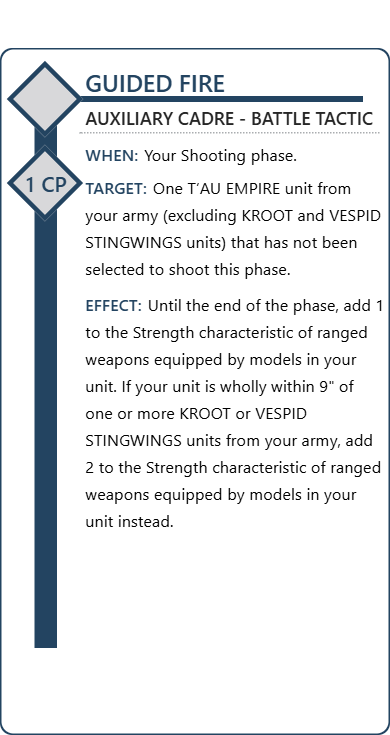 GUIDED FIRE
AUXILIARY CADRE - BATTLE TACTIC
WHEN: Your Shooting phase.
1 CP
TARGET: One T'AU EMPIRE unit from
your army (excluding KROOT and VESPID
STINGWINGS units) that has not been
selected to shoot this phase.
EFFECT: Until the end of the phase, add 1
to the Strength characteristic of ranged
weapons equipped by models in your
unit. If your unit is wholly within 9" of
one or more KROOT or VESPID
STINGWINGS units from your army, add
2 to the Strength characteristic of ranged
weapons equipped by models in your
unit instead.